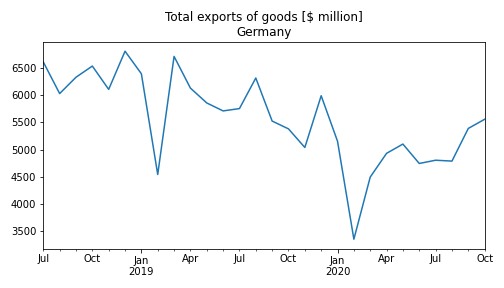 Total exports of goods [$ million]
Germany
6500
6000
5500
5000
4500
4000
3500
Jul Oct Jan Apr Jul Oct Jan Apr Jul Oct
2019 2020